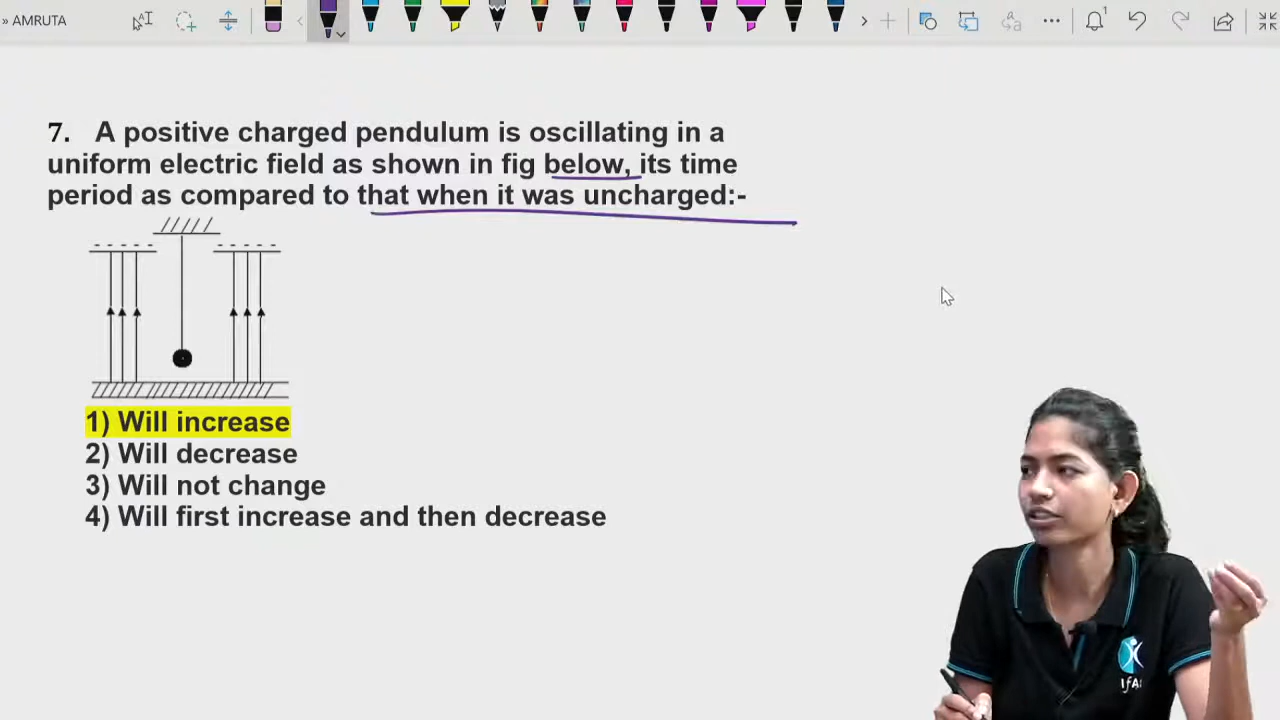 » AMRUTA
7. A positive charged pendulum is oscillating in a
uniform electric field as shown in fig below, its time
period as compared to that when it was uncharged:-
1) Will increase
2) Will decrease
3) Will not change
4) Will first increase and then decrease
IFAS